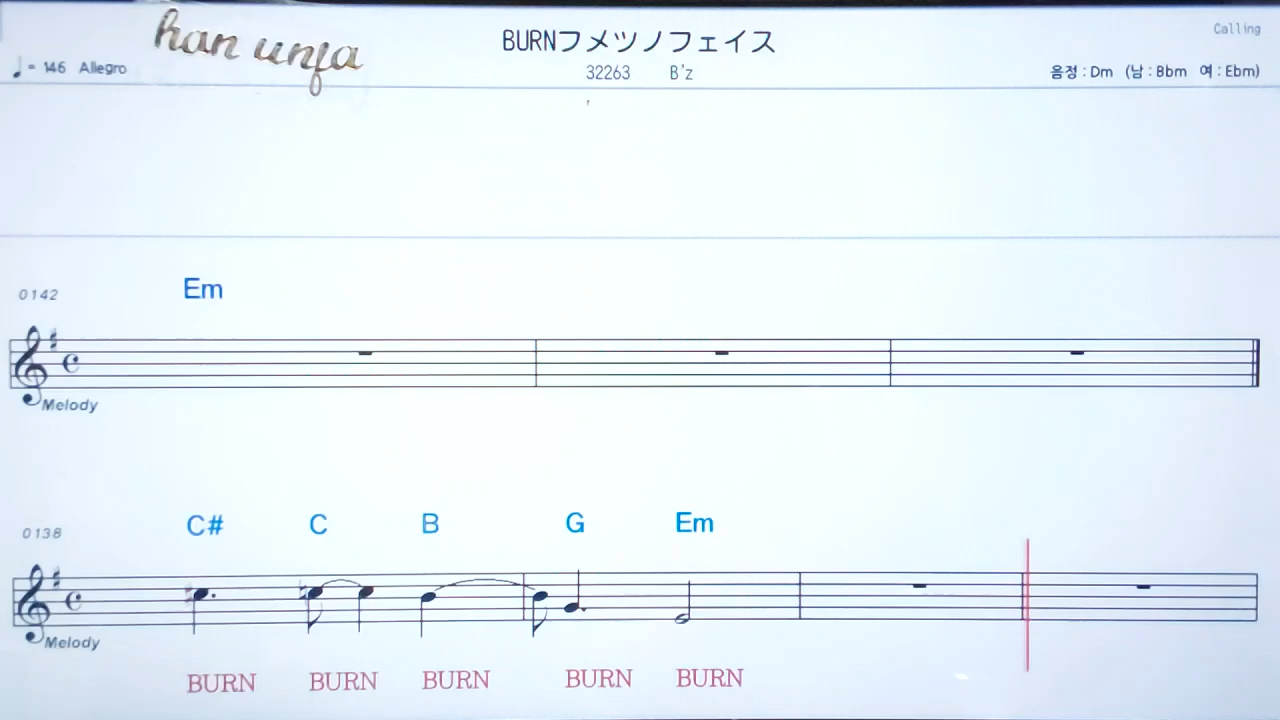 han unfa
BURNフメツノフェイス
Calling
♩= 146 Allegro
32263 B'z
음정 : Dm (남 : Bbm 여 : Ebm)
0142
Em
Melody
0138
C# C B G Em
Melody
BURN BURN BURN BURN BURN